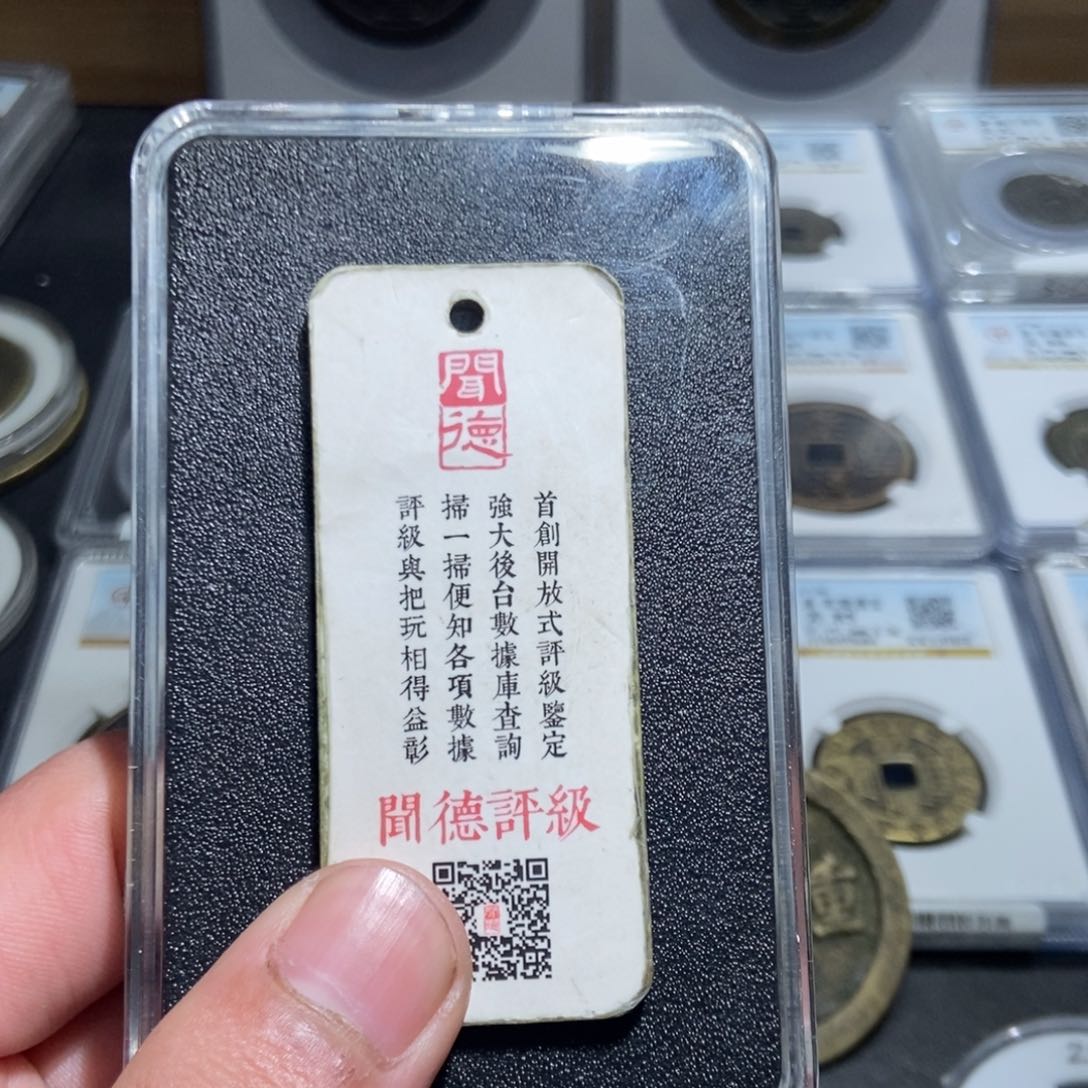 聞德
首創開放式評級鑒定
強大後台數據庫查詢
掃一掃便知各項數據
評級與把玩相得益彰
聞德評級